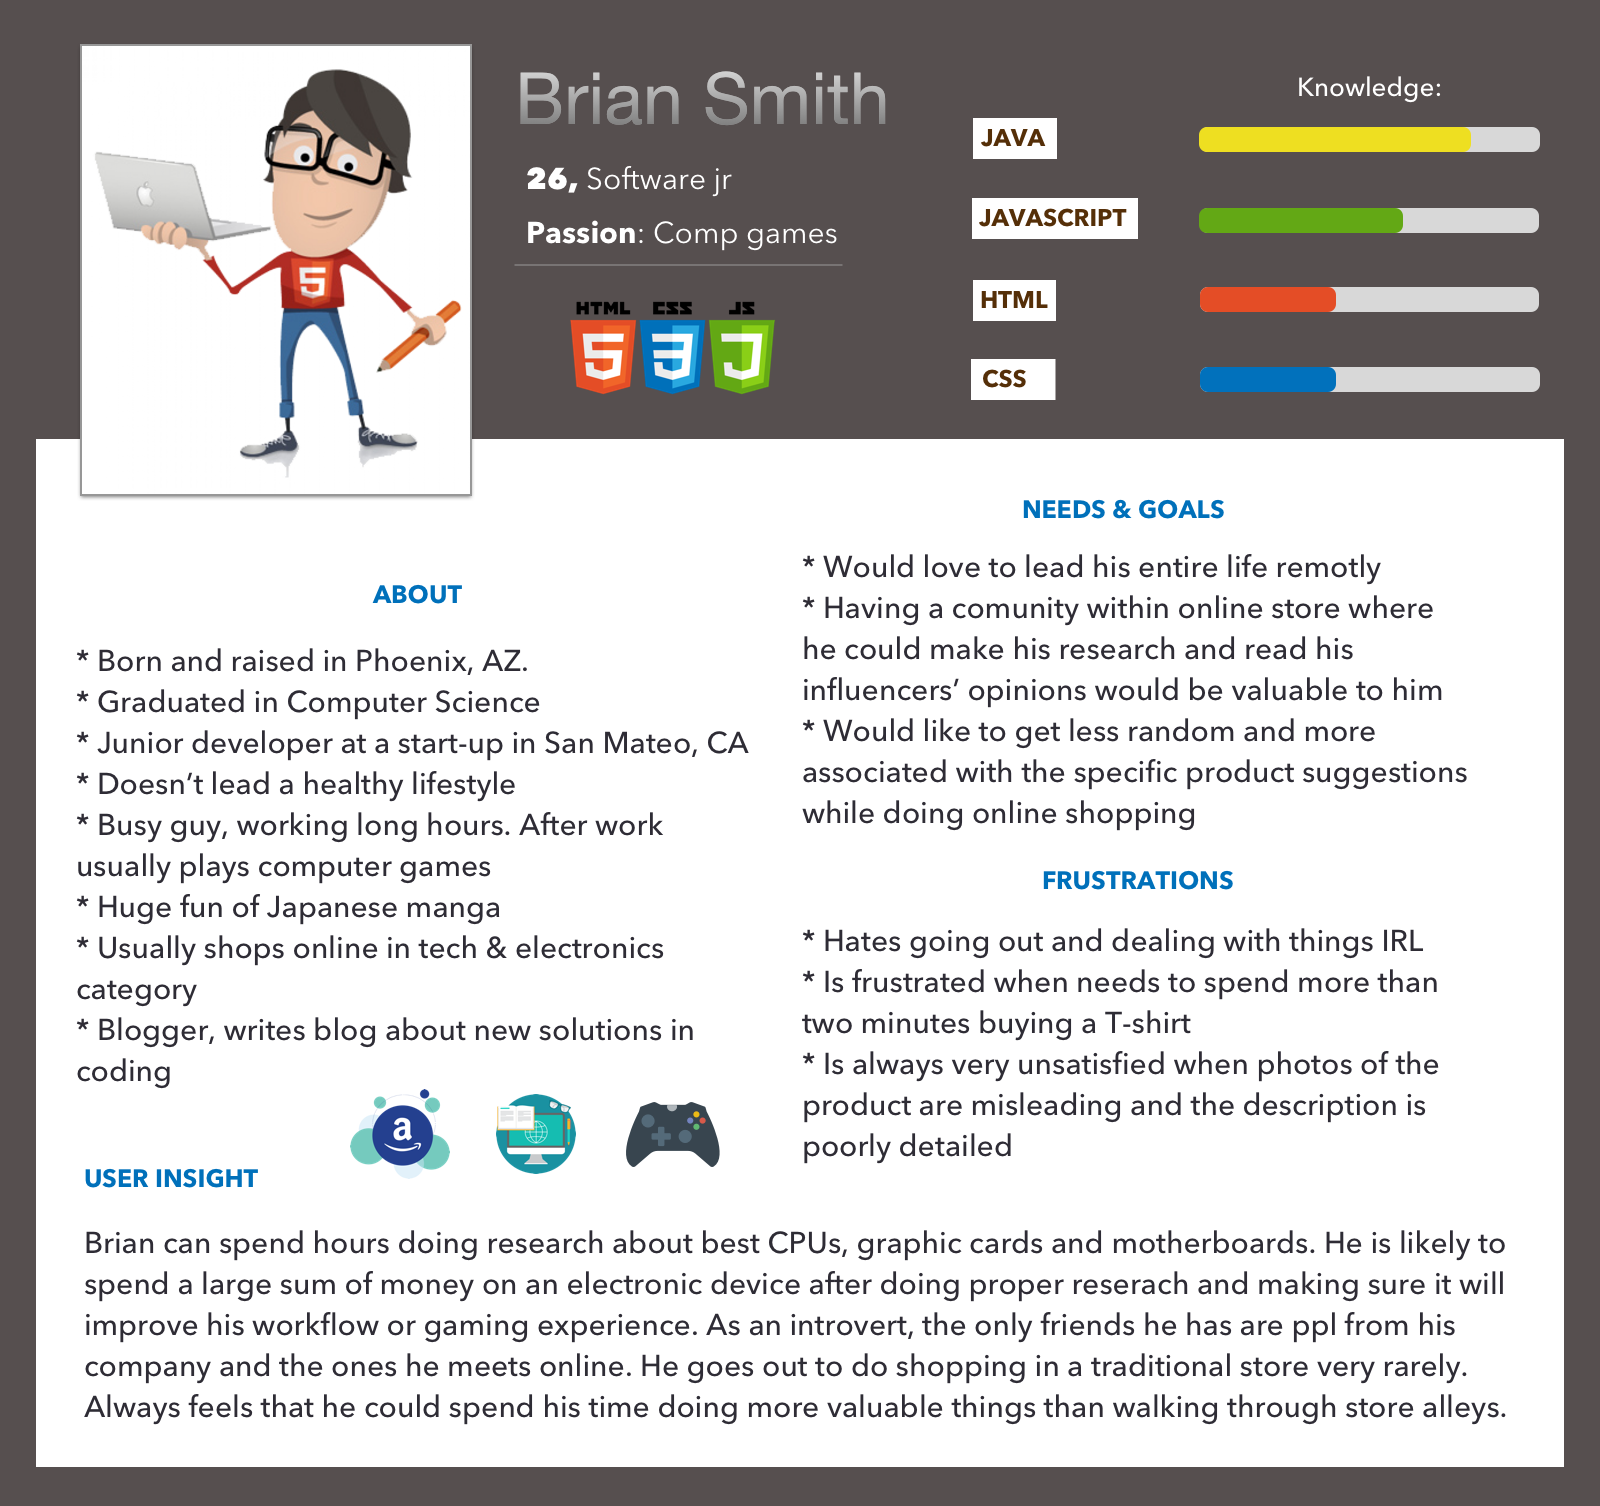 Brian Smith
26, Software jr
Passion: Comp games
HTML CSS JS
5 3 J
5
Knowledge:
JAVA
JAVASCRIPT
HTML
CSS
ABOUT
* Born and raised in Phoenix, AZ.
* Graduated in Computer Science
* Junior developer at a start-up in San Mateo, CA
* Doesn’t lead a healthy lifestyle
* Busy guy, working long hours. After work
usually plays computer games
* Huge fun of Japanese manga
* Usually shops online in tech & electronics
category
* Blogger, writes blog about new solutions in
coding
a
NEEDS & GOALS
* Would love to lead his entire life remotly
* Having a comunity within online store where
he could make his research and read his
influencers’ opinions would be valuable to him
* Would like to get less random and more
associated with the specific product suggestions
while doing online shopping
FRUSTRATIONS
* Hates going out and dealing with things IRL
* Is frustrated when needs to spend more than
two minutes buying a T-shirt
* Is always very unsatisfied when photos of the
product are misleading and the description is
poorly detailed
USER INSIGHT
Brian can spend hours doing research about best CPUs, graphic cards and motherboards. He is likely to
spend a large sum of money on an electronic device after doing proper reserach and making sure it will
improve his workflow or gaming experience. As an introvert, the only friends he has are ppl from his
company and the ones he meets online. He goes out to do shopping in a traditional store very rarely.
Always feels that he could spend his time doing more valuable things than walking through store alleys.